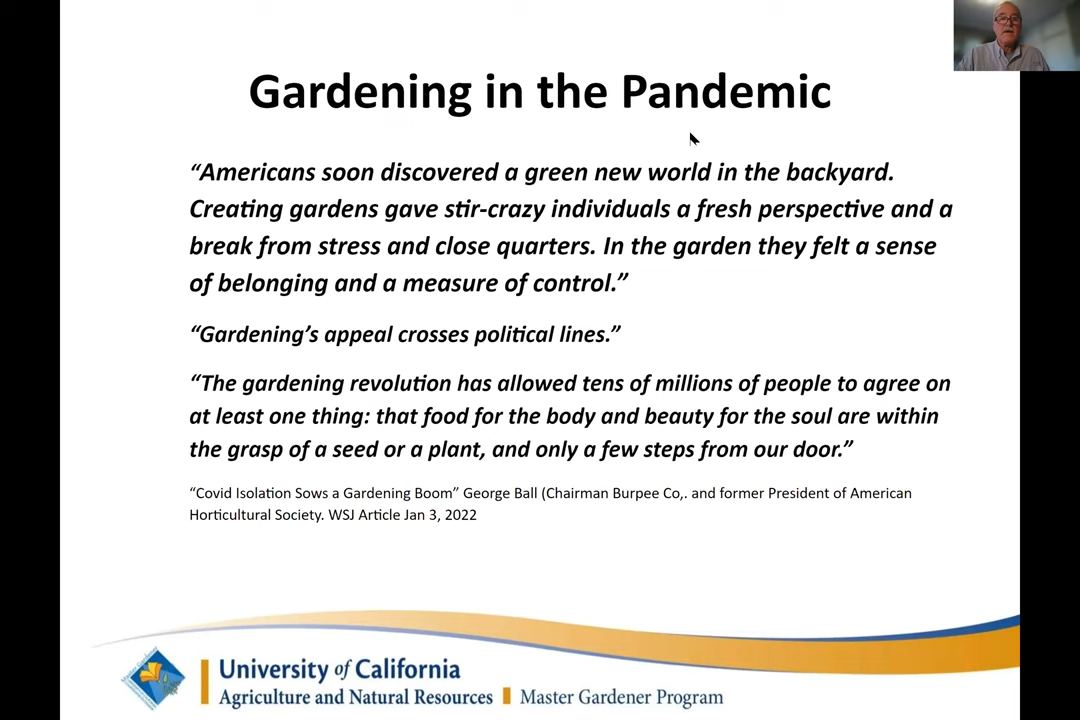 Gardening in the Pandemic
“Americans soon discovered a green new world in the backyard.
Creating gardens gave stir-crazy individuals a fresh perspective and a
break from stress and close quarters. In the garden they felt a sense
of belonging and a measure of control.”
“Gardening’s appeal crosses political lines.”
“The gardening revolution has allowed tens of millions of people to agree on
at least one thing: that food for the body and beauty for the soul are within
the grasp of a seed or a plant, and only a few steps from our door.”
“Covid Isolation Sows a Gardening Boom” George Ball (Chairman Burpee Co,. and former President of American
Horticultural Society. WSJ Article Jan 3, 2022
University of California
Agriculture and Natural Resources Master Gardener Program